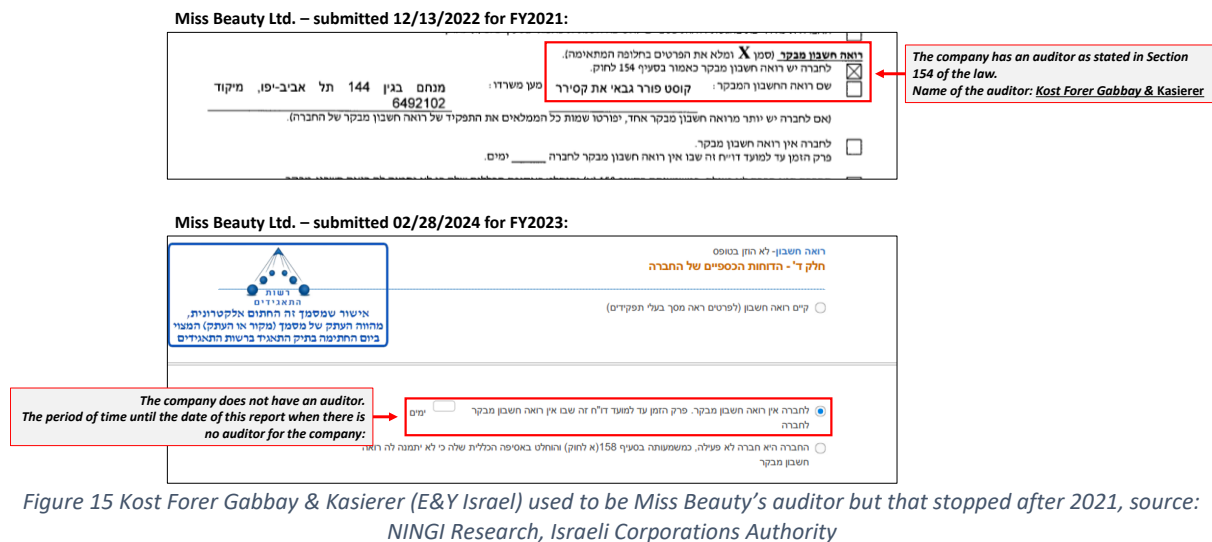 Miss Beauty Ltd. – submitted 12/13/2022 for FY2021:
רואה חשבון מבקר (סמן X ומלא את הפרטים בחלופה המתאימה).
לחברה יש רואה חשבון מבקר כאמור בסעיף 154 לחוק.
שם רואה החשבון המבקר: קוסט פורר גבאי את קסירר מען משרדו: מנחם בגין 144 תל אביב-יפו, מיקוד
6492102
(אם לחברה יש יותר מרואה חשבון מבקר אחד, יפורטו שמות כל הממלאים את התפקיד של רואה חשבון מבקר של החברה).
לחברה אין רואה חשבון מבקר.
פרק הזמן עד למועד דו״ח זה שבו אין רואה חשבון מבקר לחברה _____ ימים.
The company has an auditor as stated in Section
154 of the law.
Name of the auditor: Kost Forer Gabbay & Kasierer
Miss Beauty Ltd. – submitted 02/28/2024 for FY2023:
רואה חשבון- לא הוזן בטופס
חלק ד' - הדוחות הכספיים של החברה
רשות
התאגידים
אישור שמסמך זה החתום אלקטרונית,
מהווה העתק של מסמך (מקור או העתק) המצוי
ביום החתימה בתיק התאגיד ברשות התאגידים
קיים רואה חשבון (לפרטים ראה מסך בעלי תפקידים)
The company does not have an auditor.
The period of time until the date of this report when there is
no auditor for the company:
לחברה אין רואה חשבון מבקר. פרק הזמן עד למועד דו"ח זה שבו אין רואה חשבון מבקר ימים
לחברה
החברה היא חברה לא פעילה, כמשמעותה בסעיף 158(א לחוק) והוחלט באסיפה הכללית שלה כי לא יתמנה לה רואה
חשבון מבקר
Figure 15 Kost Forer Gabbay & Kasierer (E&Y Israel) used to be Miss Beauty's auditor but that stopped after 2021, source:
NINGI Research, Israeli Corporations Authority